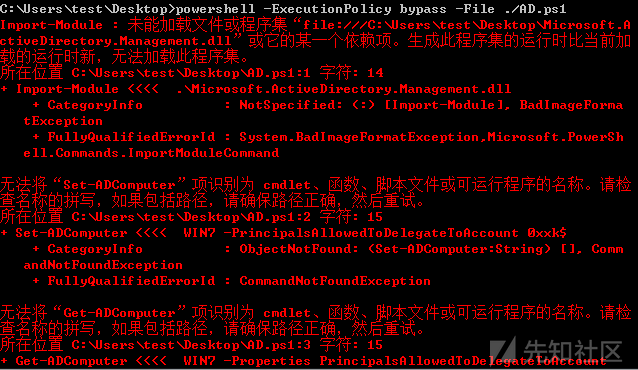 C:\Users\test\Desktop>powershell -ExecutionPolicy bypass -File ./AD.ps1
Import-Module : 未能加载文件或程序集“file:///C:\Users\test\Desktop\Microsoft.A
ctiveDirectory.Management.dll”或它的某一个依赖项。生成此程序集的运行时比当前加
载的运行时新，无法加载此程序集。
所在位置 C:\Users\test\Desktop\AD.ps1:1 字符: 14
+ Import-Module <<<<  .\Microsoft.ActiveDirectory.Management.dll
    + CategoryInfo          : NotSpecified: (:) [Import-Module], BadImageForma
   tException
    + FullyQualifiedErrorId : System.BadImageFormatException,Microsoft.PowerSh
   ell.Commands.ImportModuleCommand
无法将“Set-ADComputer”项识别为 cmdlet、函数、脚本文件或可运行程序的名称。请检
查名称的拼写，如果包括路径，请确保路径正确，然后重试。
所在位置 C:\Users\test\Desktop\AD.ps1:2 字符: 15
+ Set-ADComputer <<<<  WIN7 -PrincipalsAllowedToDelegateToAccount 0xxk$
    + CategoryInfo          : ObjectNotFound: (Set-ADComputer:String) [], Comm
   andNotFoundException
    + FullyQualifiedErrorId : CommandNotFoundException
无法将“Get-ADComputer”项识别为 cmdlet、函数、脚本文件或可运行程序的名称。请检
查名称的拼写，如果包括路径，请确保路径正确，然后重试。
所在位置 C:\Users\test\Desktop\AD.ps1:3 字符: 15
+ Get-ADComputer <<<<  WIN7 -Properties PrincipalsAllowedToDelegateToAccount
先知社区